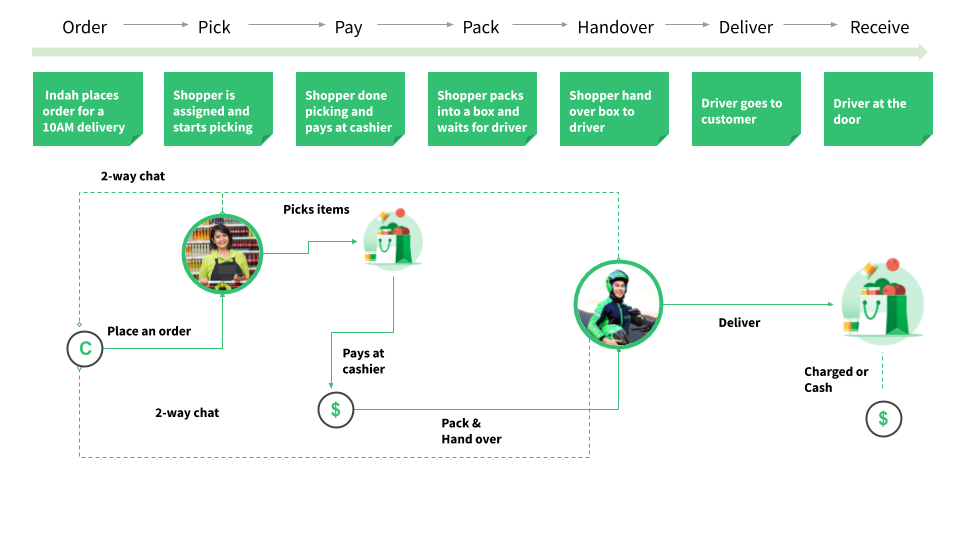 Order
Pick
Pay
Pack
Handover
Deliver
Receive
Indah places
order for a
10AM delivery
Shopper is
assigned and
starts picking
Shopper done
picking and
pays at cashier
Shopper packs
into a box and
waits for driver
Shopper hand
over box to
driver
Driver goes to
customer
Driver at the
door
2-way chat
Picks items
Place an order
C
Deliver
Pays at
cashier
Charged or
Cash
2-way chat
$
Pack &
Hand over
$